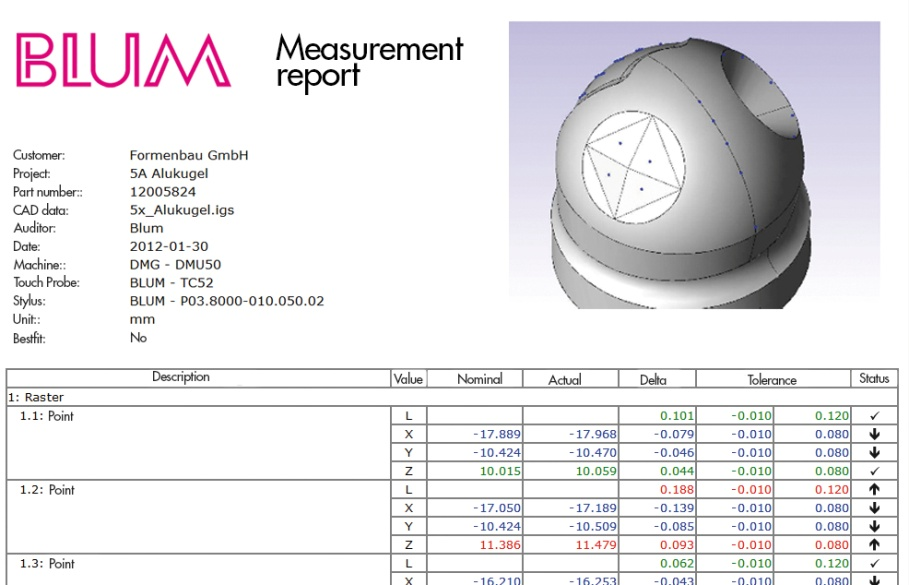 BLUM
Measurement
report
Customer: Formenbau GmbH
Project: 5A Alukugel
Part number:: 12005824
CAD data: 5x_Alukugel.igs
Auditor: Blum
Date: 2012-01-30
Machine:: DMG - DMU50
Touch Probe: BLUM - TC52
Stylus: BLUM - P03.8000-010.050.02
Unit:: mm
Bestfit: No
Description Value Nominal Actual Delta Tolerance Status
1: Raster
1.1: Point L 0.101 -0.010 0.120 ✓
X -17.889 -17.968 -0.079 -0.010 0.080 🡓
Y -10.424 -10.470 -0.046 -0.010 0.080 🡓
Z 10.015 10.059 0.044 -0.010 0.080 ✓
1.2: Point L 0.188 -0.010 0.120 🡑
X -17.050 -17.189 -0.139 -0.010 0.080 🡓
Y -10.424 -10.509 -0.085 -0.010 0.080 🡓
Z 11.386 11.479 0.093 -0.010 0.080 🡑
1.3: Point L 0.062 -0.010 0.120 ✓
X -16.210 -16.253 -0.043 -0.010 0.080 🡓